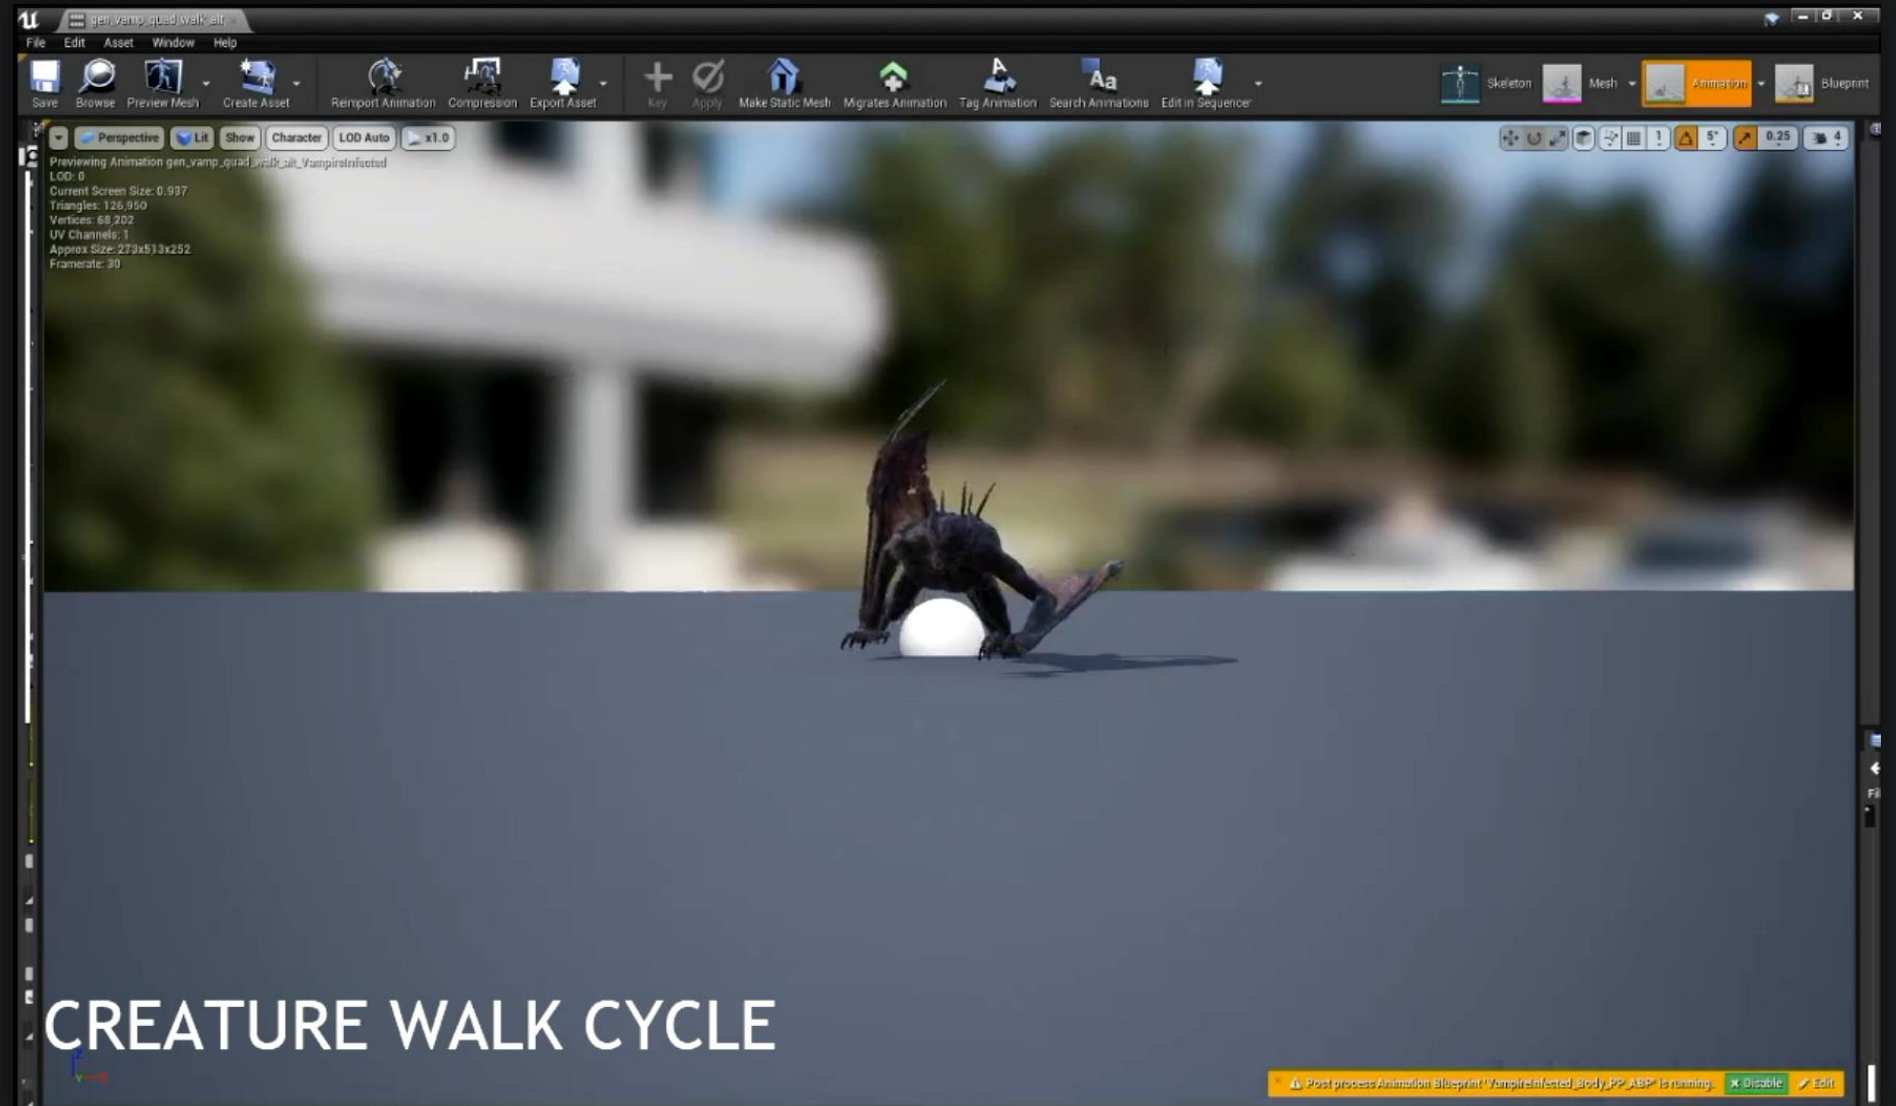 gen_vamp_quad_walk_alt
File Edit Asset Window Help
Save Browse Preview Mesh Create Asset Reimport Animation Compression Export Asset Key Apply Make Static Mesh Migrates Animation Tag Animation Search Animations Edit in Sequencer Skeleton Mesh Animation Blueprint
Perspective Lit Show Character LOD Auto x1.0 1 5° 0.25 4
Previewing Animation gen_vamp_quad_walk_alt_VampireInfected
LOD: 0
Current Screen Size: 0.937
Triangles: 126,950
Vertices: 68,202
UV Channels: 1
Approx Size: 273x513x252
Framerate: 30
CREATURE WALK CYCLE
Z
Y
Post process Animation Blueprint 'VampireInfected_Body_PP_ABP' is running. Disable Edit